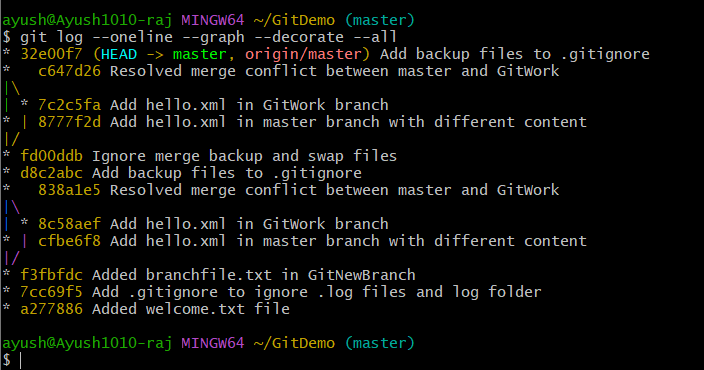 ayush@Ayush1010-raj MINGW64 ~/GitDemo (master)
$ git log --oneline --graph --decorate --all
* 32e00f7 (HEAD -> master, origin/master) Add backup files to .gitignore
*   c647d26 Resolved merge conflict between master and GitWork
|\
| * 7c2c5fa Add hello.xml in GitWork branch
* | 8777f2d Add hello.xml in master branch with different content
|/
* fd00ddb Ignore merge backup and swap files
* d8c2abc Add backup files to .gitignore
*   838a1e5 Resolved merge conflict between master and GitWork
|\
| * 8c58aef Add hello.xml in GitWork branch
* | cfbe6f8 Add hello.xml in master branch with different content
|/
* f3fbfdc Added branchfile.txt in GitNewBranch
* 7cc69f5 Add .gitignore to ignore .log files and log folder
* a277886 Added welcome.txt file
ayush@Ayush1010-raj MINGW64 ~/GitDemo (master)
$